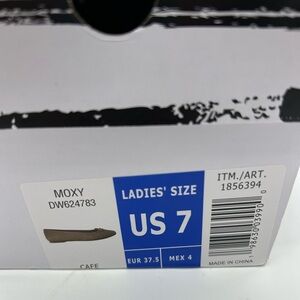 MOXY
DW624783
CAFE
LADIES' SIZE
US 7
EUR 37.5
MEX 4
ITM./ART.
1856394
MADE IN CHINA